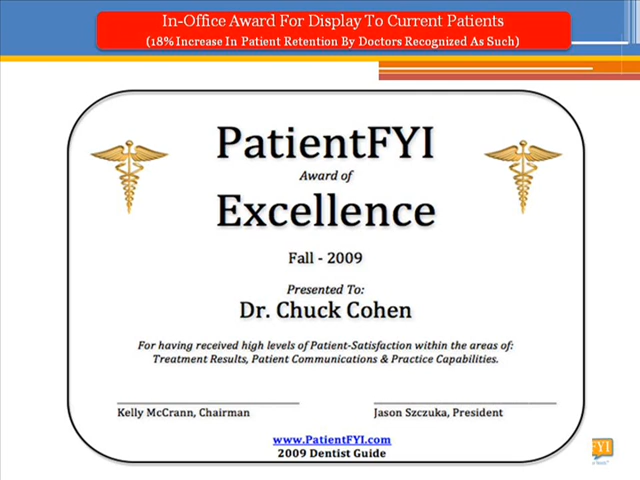 In-Office Award For Display To Current Patients
(18% Increase In Patient Retention By Doctors Recognized As Such)
PatientFYI
Award of
Excellence
Fall - 2009
Presented To:
Dr. Chuck Cohen
For having received high levels of Patient-Satisfaction within the areas of:
Treatment Results, Patient Communications & Practice Capabilities.
Kelly McCrann, Chairman
Jason Szczuka, President
www.PatientFYI.com
2009 Dentist Guide
FYI